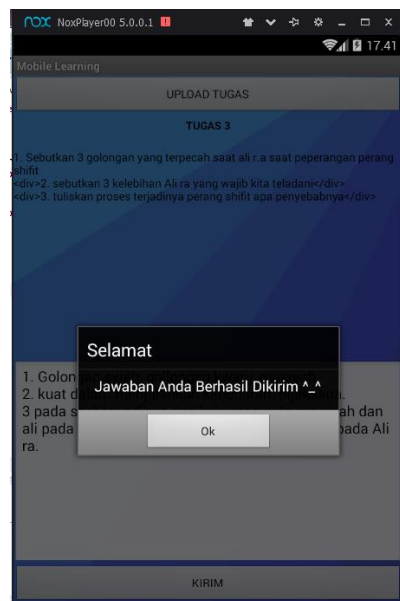 NOX NoxPlayer00 5.0.0.1
17.41
Mobile Learning
UPLOAD TUGAS
TUGAS 3
1. Sebutkan 3 golongan yang terpecah saat ali r.a saat peperangan perang
shifit
<div>2. sebutkan 3 kelebihan Ali ra yang wajib kita teladani</div>
<div>3. tuliskan proses terjadinya perang shifit apa penyebabnya</div>
Selamat
Jawaban Anda Berhasil Dikirim ^_^
Ok
1. Golon
2. kuat
3 pada ah dan
ali pada pada Ali
ra.
KIRIM